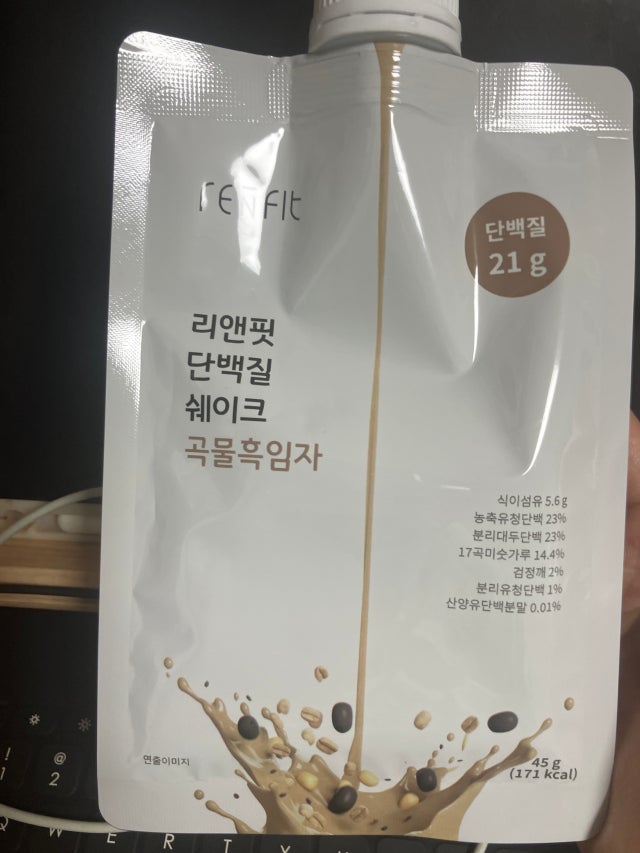 renfit
단백질
21 g
리앤핏
단백질
쉐이크
곡물흑임자
식이섬유 5.6 g
농축유청단백 23%
분리대두단백 23%
17곡미숫가루 14.4%
검정깨 2%
분리유청단백 1%
산양유단백분말 0.01%
연출이미지
45 g
(171 kcal)
!
1
@
2
Q W E R T Y